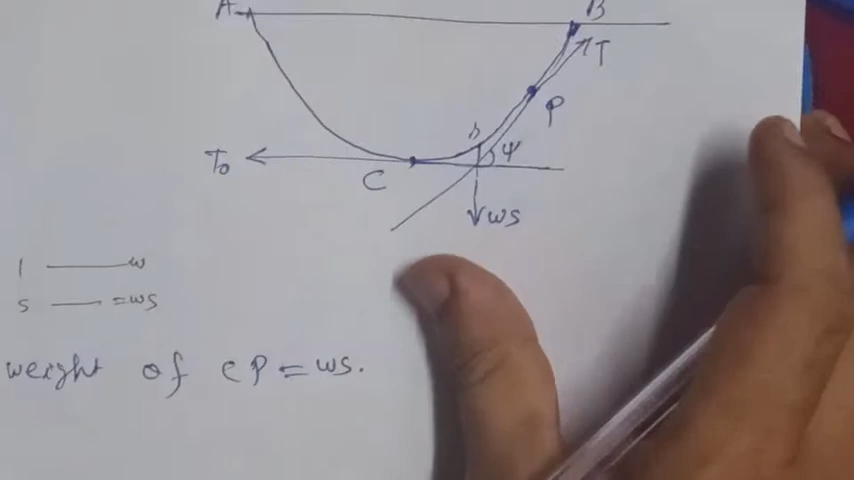 A B
T
P
s ψ
T₀ C
ws
1 —— w
s —— = ws
weight of CP = ws.